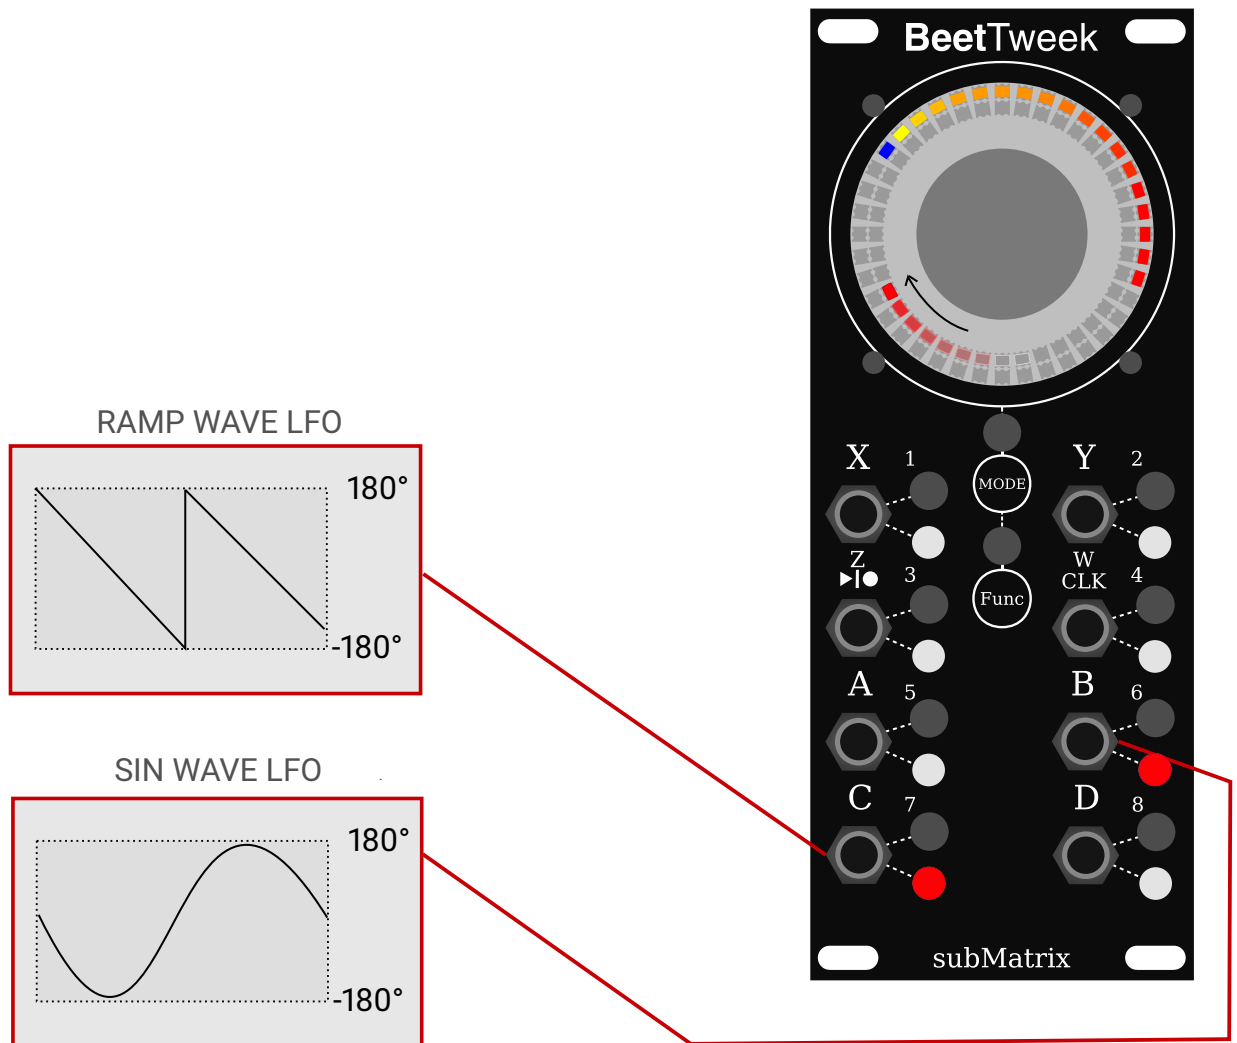 BeetTweek
RAMP WAVE LFO
180°
-180°
SIN WAVE LFO
180°
-180°
X 1
Y 2
MODE
Z 3
W
CLK 4
Func
A 5
B 6
C 7
D 8
subMatrix